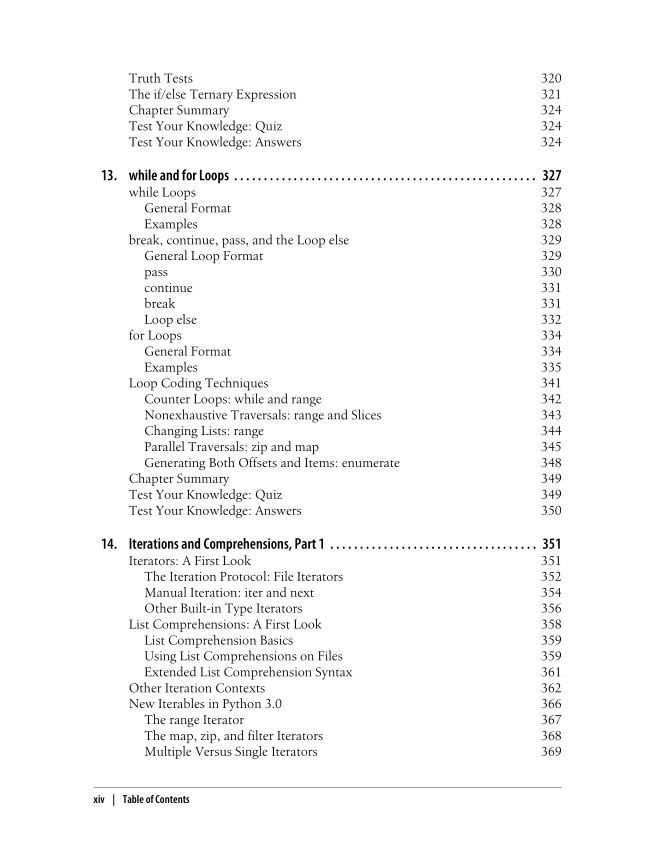 Truth Tests 320
The if/else Ternary Expression 321
Chapter Summary 324
Test Your Knowledge: Quiz 324
Test Your Knowledge: Answers 324
13. while and for Loops . . . . . . . . . . . . . . . . . . . . . . . . . . . . . . . . . . . . . . . . . . . . . . . . . . . 327
while Loops 327
General Format 328
Examples 328
break, continue, pass, and the Loop else 329
General Loop Format 329
pass 330
continue 331
break 331
Loop else 332
for Loops 334
General Format 334
Examples 335
Loop Coding Techniques 341
Counter Loops: while and range 342
Nonexhaustive Traversals: range and Slices 343
Changing Lists: range 344
Parallel Traversals: zip and map 345
Generating Both Offsets and Items: enumerate 348
Chapter Summary 349
Test Your Knowledge: Quiz 349
Test Your Knowledge: Answers 350
14. Iterations and Comprehensions, Part 1 . . . . . . . . . . . . . . . . . . . . . . . . . . . . . . . . . . . 351
Iterators: A First Look 351
The Iteration Protocol: File Iterators 352
Manual Iteration: iter and next 354
Other Built-in Type Iterators 356
List Comprehensions: A First Look 358
List Comprehension Basics 359
Using List Comprehensions on Files 359
Extended List Comprehension Syntax 361
Other Iteration Contexts 362
New Iterables in Python 3.0 366
The range Iterator 367
The map, zip, and filter Iterators 368
Multiple Versus Single Iterators 369
xiv | Table of Contents